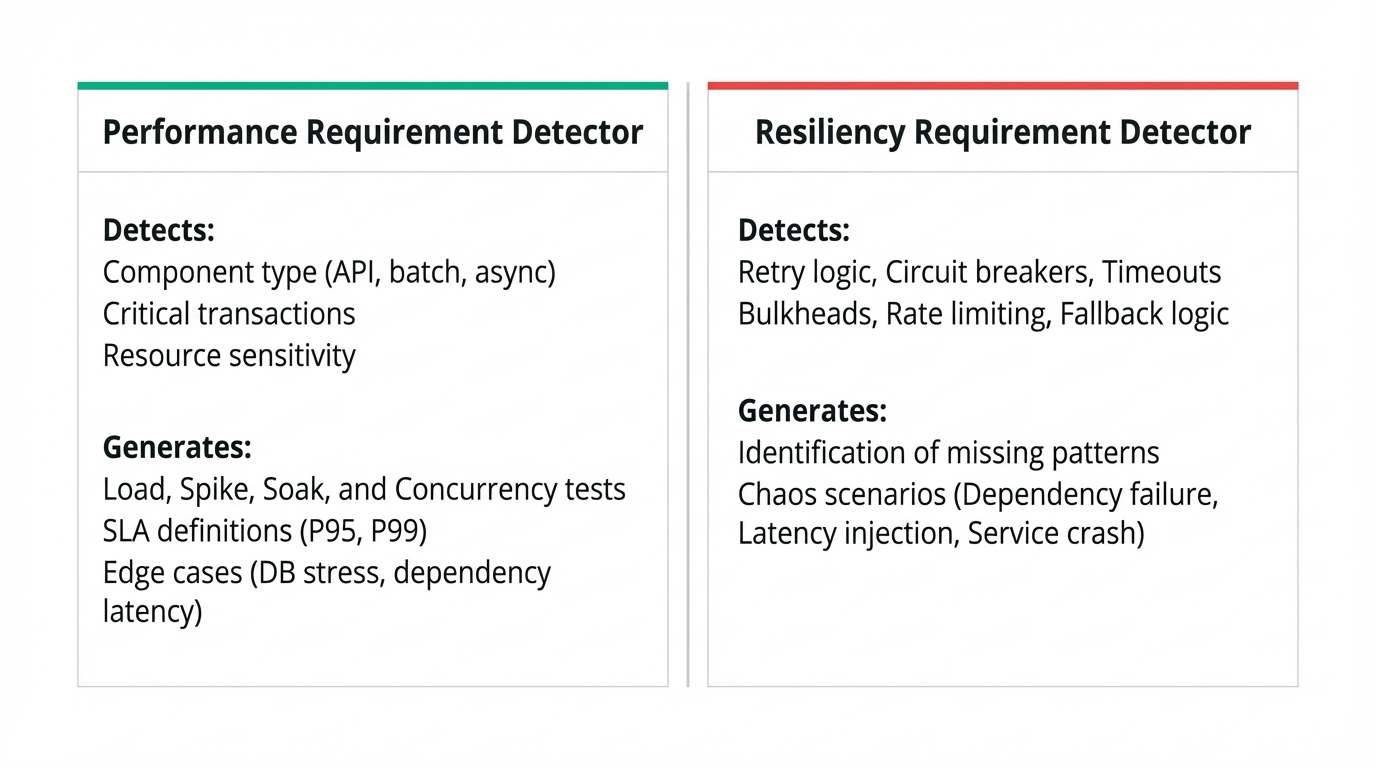 Performance Requirement Detector
Detects:
Component type (API, batch, async)
Critical transactions
Resource sensitivity
Generates:
Load, Spike, Soak, and Concurrency tests
SLA definitions (P95, P99)
Edge cases (DB stress, dependency
latency)
Resiliency Requirement Detector
Detects:
Retry logic, Circuit breakers, Timeouts
Bulkheads, Rate limiting, Fallback logic
Generates:
Identification of missing patterns
Chaos scenarios (Dependency failure,
Latency injection, Service crash)